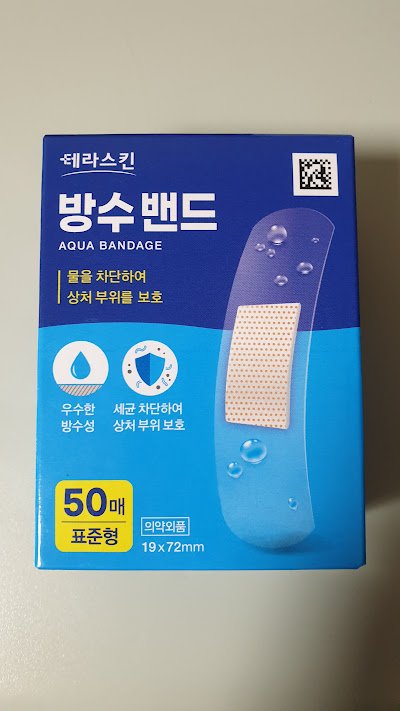 테라스킨
방수 밴드
AQUA BANDAGE
물을 차단하여
상처 부위를 보호
우수한
방수성
세균 차단하여
상처 부위 보호
50매
표준형
의약외품
19 x 72mm